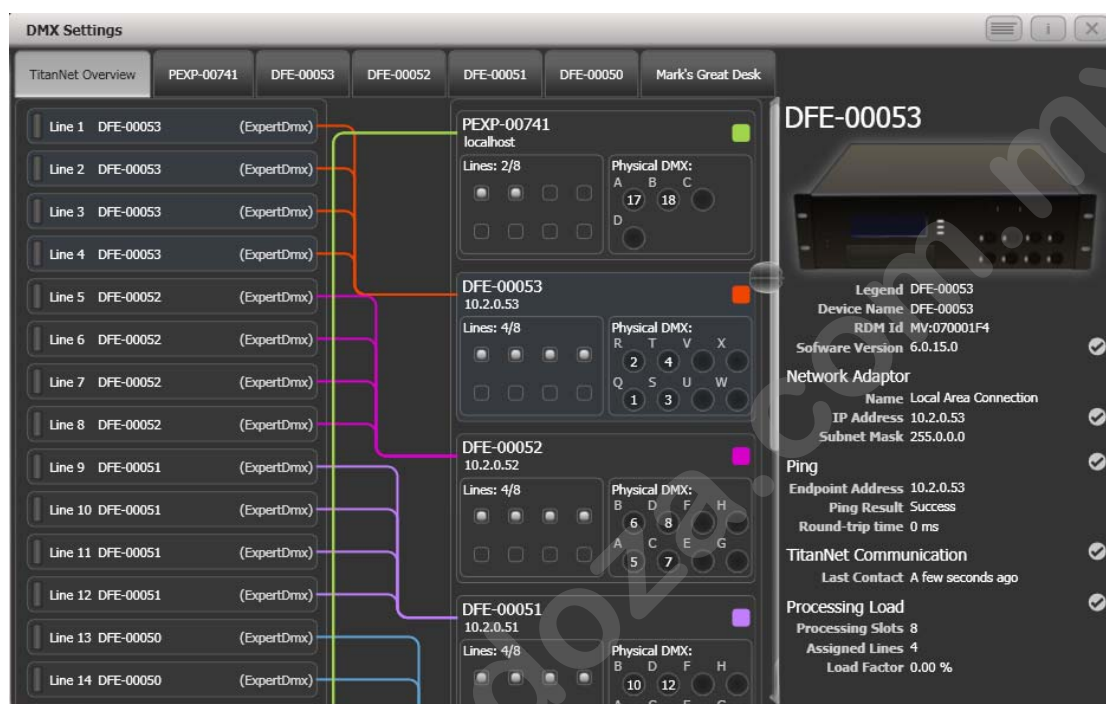 DMX Settings
i
TitanNet Overview
PEXP-00741
DFE-00053
DFE-00052
DFE-00051
DFE-00050
Mark's Great Desk
Line 1 DFE-00053 (ExpertDmx)
Line 2 DFE-00053 (ExpertDmx)
Line 3 DFE-00053 (ExpertDmx)
Line 4 DFE-00053 (ExpertDmx)
Line 5 DFE-00052 (ExpertDmx)
Line 6 DFE-00052 (ExpertDmx)
Line 7 DFE-00052 (ExpertDmx)
Line 8 DFE-00052 (ExpertDmx)
Line 9 DFE-00051 (ExpertDmx)
Line 10 DFE-00051 (ExpertDmx)
Line 11 DFE-00051 (ExpertDmx)
Line 12 DFE-00051 (ExpertDmx)
Line 13 DFE-00050 (ExpertDmx)
Line 14 DFE-00050 (ExpertDmx)
PEXP-00741
localhost
Lines: 2/8
Physical DMX:
A B C
17 18
D
DFE-00053
10.2.0.53
Lines: 4/8
Physical DMX:
R T V X
2 4
Q S U W
1 3
DFE-00052
10.2.0.52
Lines: 4/8
Physical DMX:
B D F H
6 8
A C E G
5 7
DFE-00051
10.2.0.51
Lines: 4/8
Physical DMX:
B D F H
10 12
DFE-00053
Legend DFE-00053
Device Name DFE-00053
RDM Id MV:070001F4
Sofware Version 6.0.15.0
Network Adaptor
Name Local Area Connection
IP Address 10.2.0.53
Subnet Mask 255.0.0.0
Ping
Endpoint Address 10.2.0.53
Ping Result Success
Round-trip time 0 ms
TitanNet Communication
Last Contact A few seconds ago
Processing Load
Processing Slots 8
Assigned Lines 4
Load Factor 0.00 %